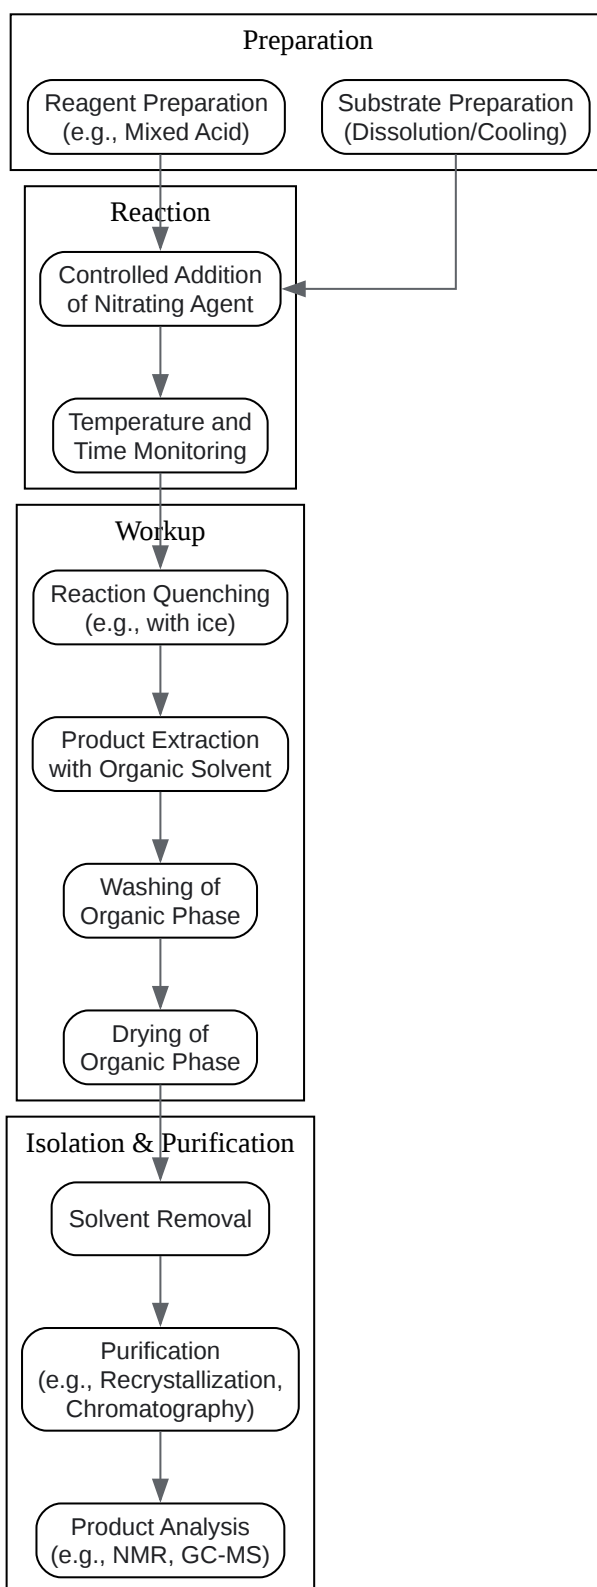 Preparation
Reagent Preparation
(e.g., Mixed Acid)
Substrate Preparation
(Dissolution/Cooling)
Reaction
Controlled Addition
of Nitrating Agent
Temperature and
Time Monitoring
Workup
Reaction Quenching
(e.g., with ice)
Product Extraction
with Organic Solvent
Washing of
Organic Phase
Drying of
Organic Phase
Isolation & Purification
Solvent Removal
Purification
(e.g., Recrystallization,
Chromatography)
Product Analysis
(e.g., NMR, GC-MS)